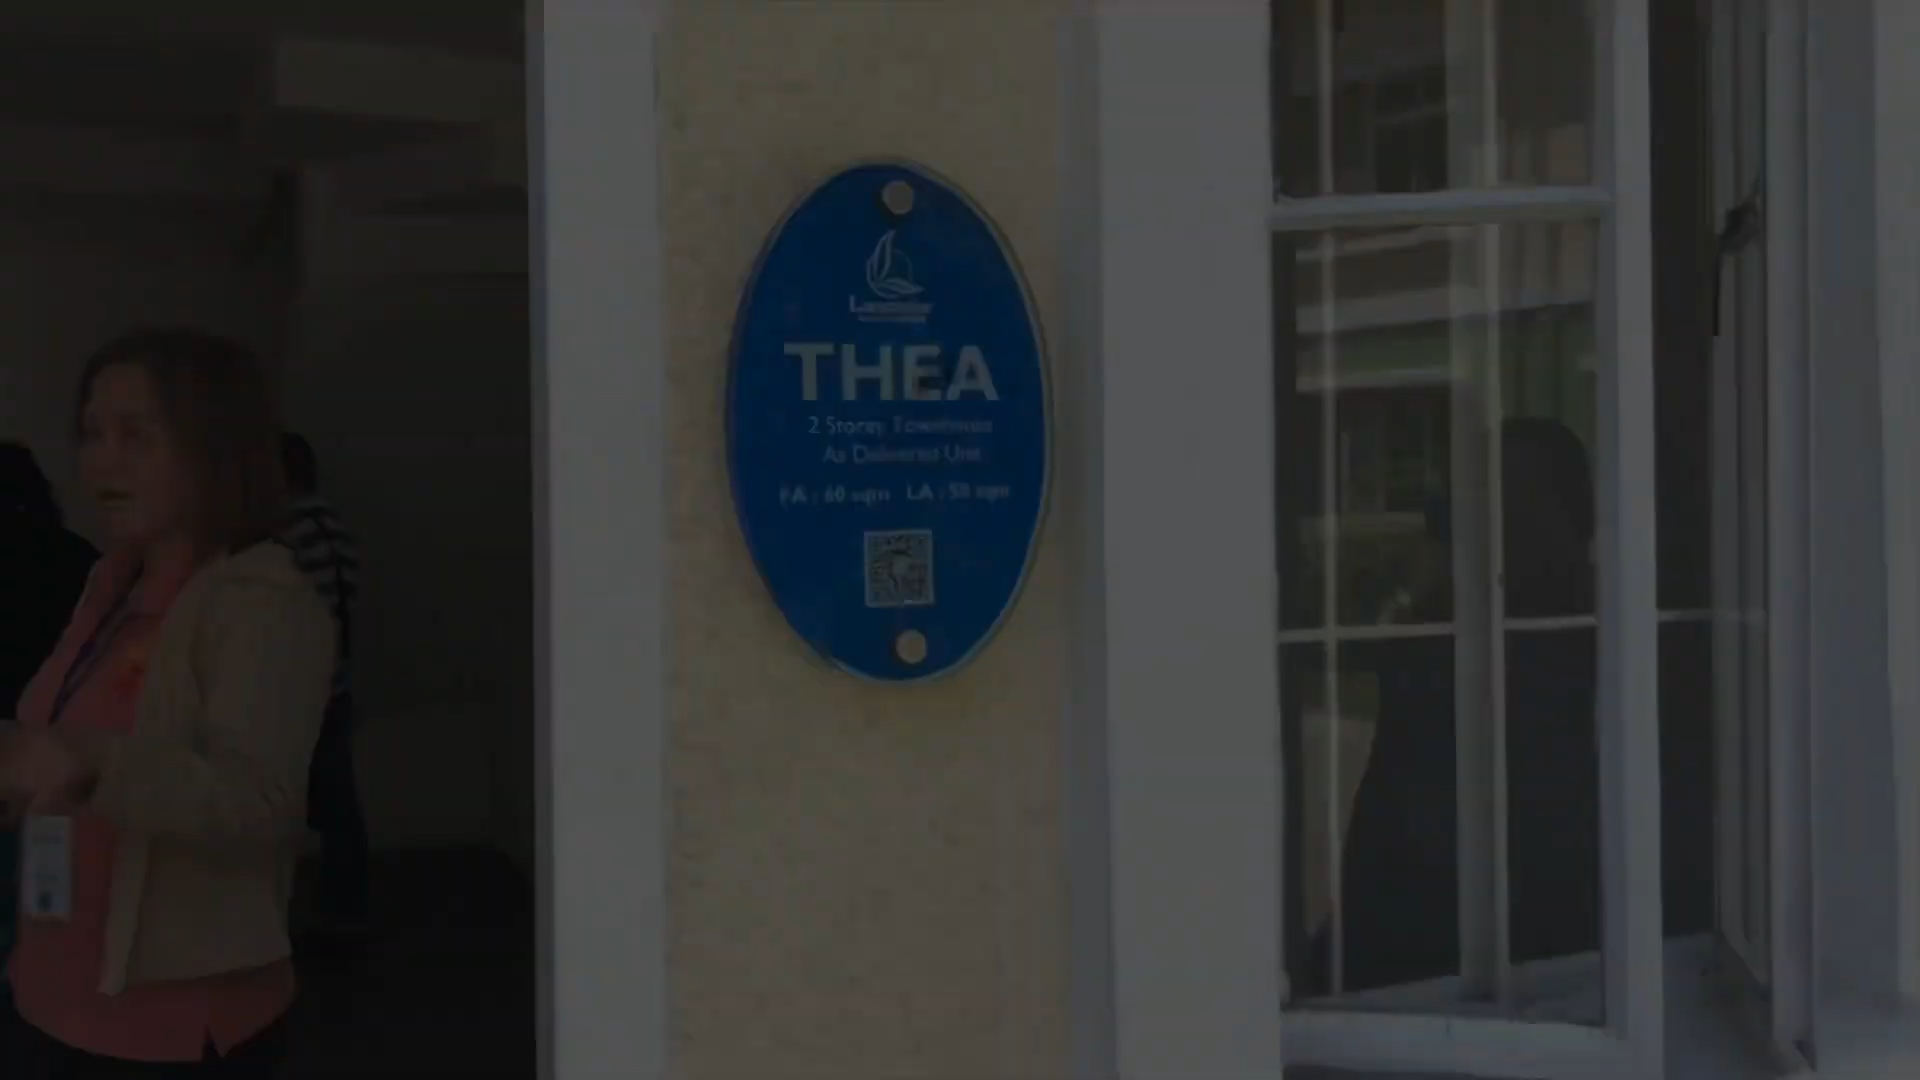 THEA
2 Storey Townhouse
As Delivered Unit
FA : 60 sqm LA : 50 sqm